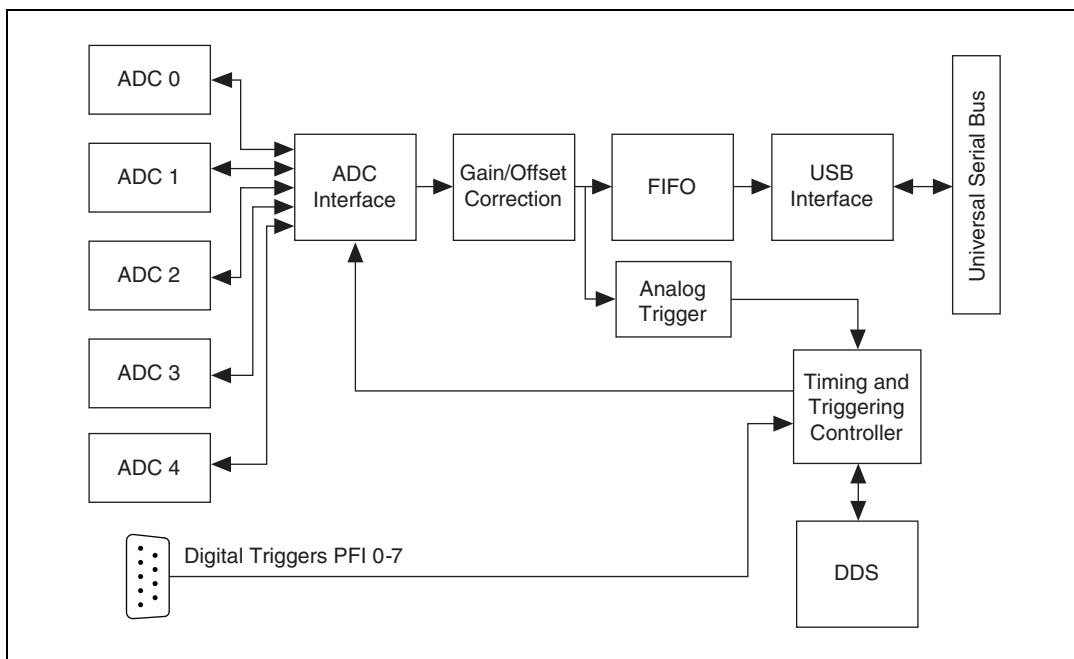 ADC 0
ADC 1
ADC 2
ADC 3
ADC 4
ADC
Interface
Gain/Offset
Correction
FIFO
USB
Interface
Universal Serial Bus
Analog
Trigger
Timing and
Triggering
Controller
DDS
Digital Triggers PFI 0-7